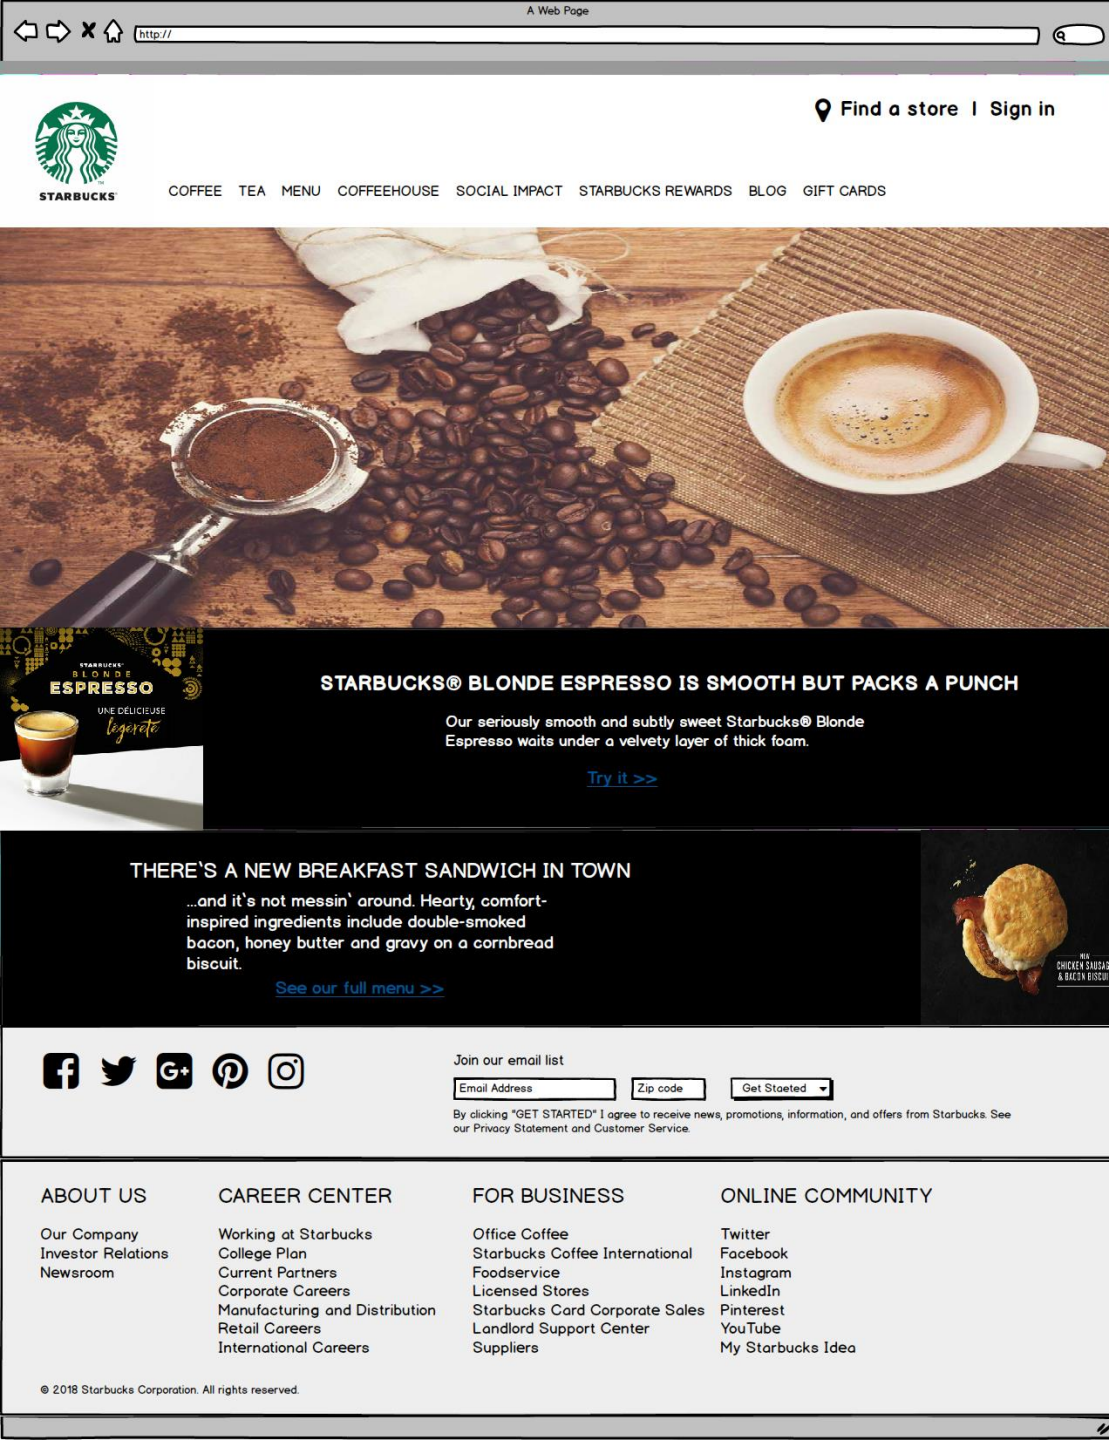 A Web Page
http://
Find a store | Sign in
STARBUCKS
COFFEE TEA MENU COFFEEHOUSE SOCIAL IMPACT STARBUCKS REWARDS BLOG GIFT CARDS
STARBUCKS
BLONDE
ESPRESSO
UNE DÉLICIEUSE
légèreté
STARBUCKS® BLONDE ESPRESSO IS SMOOTH BUT PACKS A PUNCH
Our seriously smooth and subtly sweet Starbucks® Blonde
Espresso waits under a velvety layer of thick foam.
Try it >>
THERE`S A NEW BREAKFAST SANDWICH IN TOWN
...and it`s not messin` around. Hearty, comfort-
inspired ingredients include double-smoked
bacon, honey butter and gravy on a cornbread
biscuit.
See our full menu >>
NEW
CHICKEN SAUSAG
& BACON BISCUI
Join our email list
Email Address Zip code Get Staeted
By clicking "GET STARTED" I agree to receive news, promotions, information, and offers from Starbucks. See
our Privacy Statement and Customer Service.
ABOUT US
Our Company
Investor Relations
Newsroom
CAREER CENTER
Working at Starbucks
College Plan
Current Partners
Corporate Careers
Manufacturing and Distribution
Retail Careers
International Careers
FOR BUSINESS
Office Coffee
Starbucks Coffee International
Foodservice
Licensed Stores
Starbucks Card Corporate Sales
Landlord Support Center
Suppliers
ONLINE COMMUNITY
Twitter
Facebook
Instagram
LinkedIn
Pinterest
YouTube
My Starbucks Idea
© 2018 Starbucks Corporation. All rights reserved.